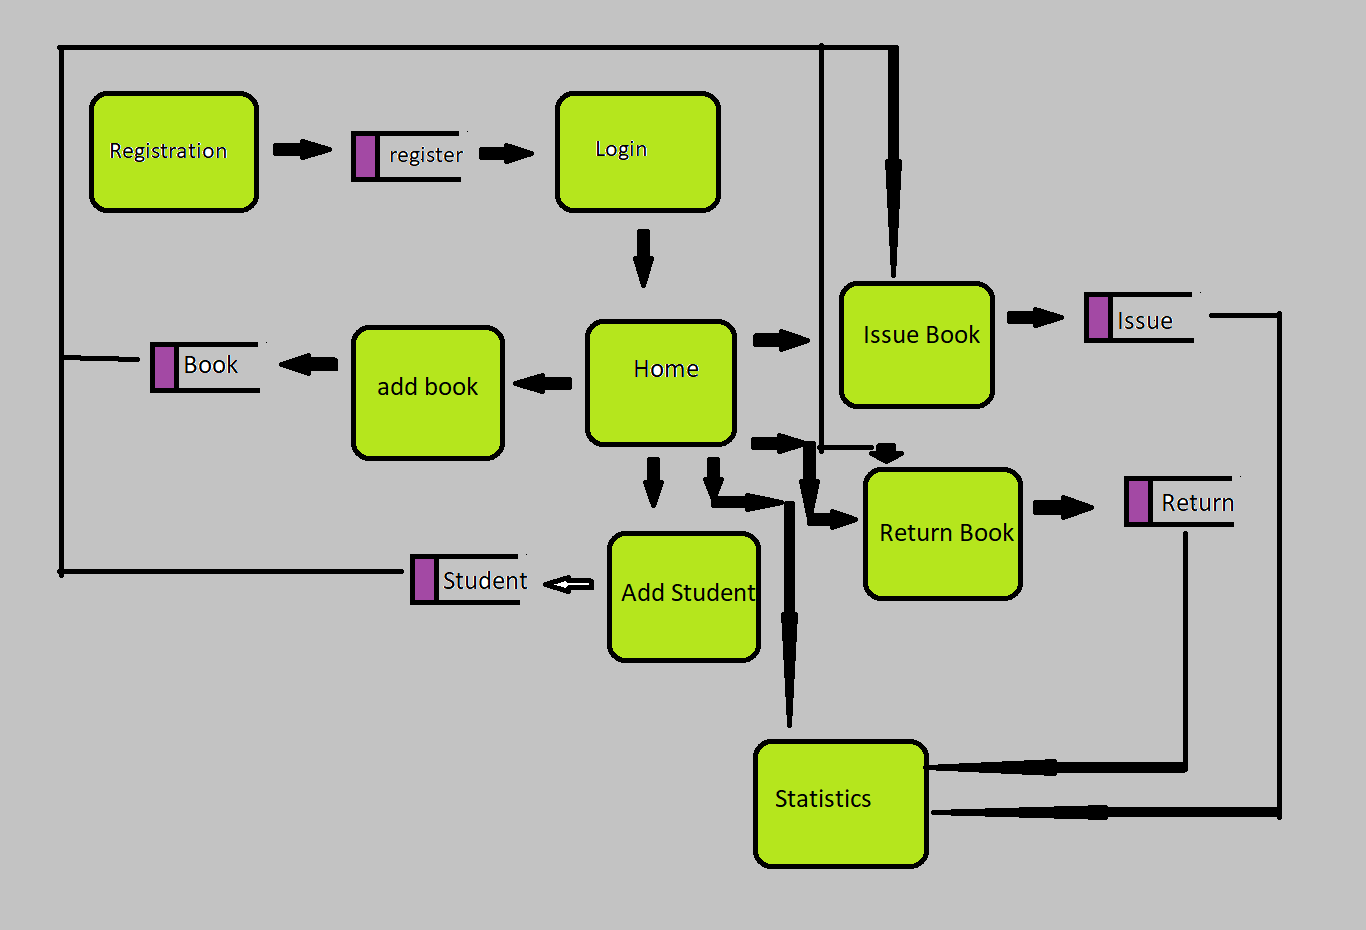 Registration
register
Login
Issue Book
Issue
Book
add book
Home
Return Book
Return
Student
Add Student
Statistics